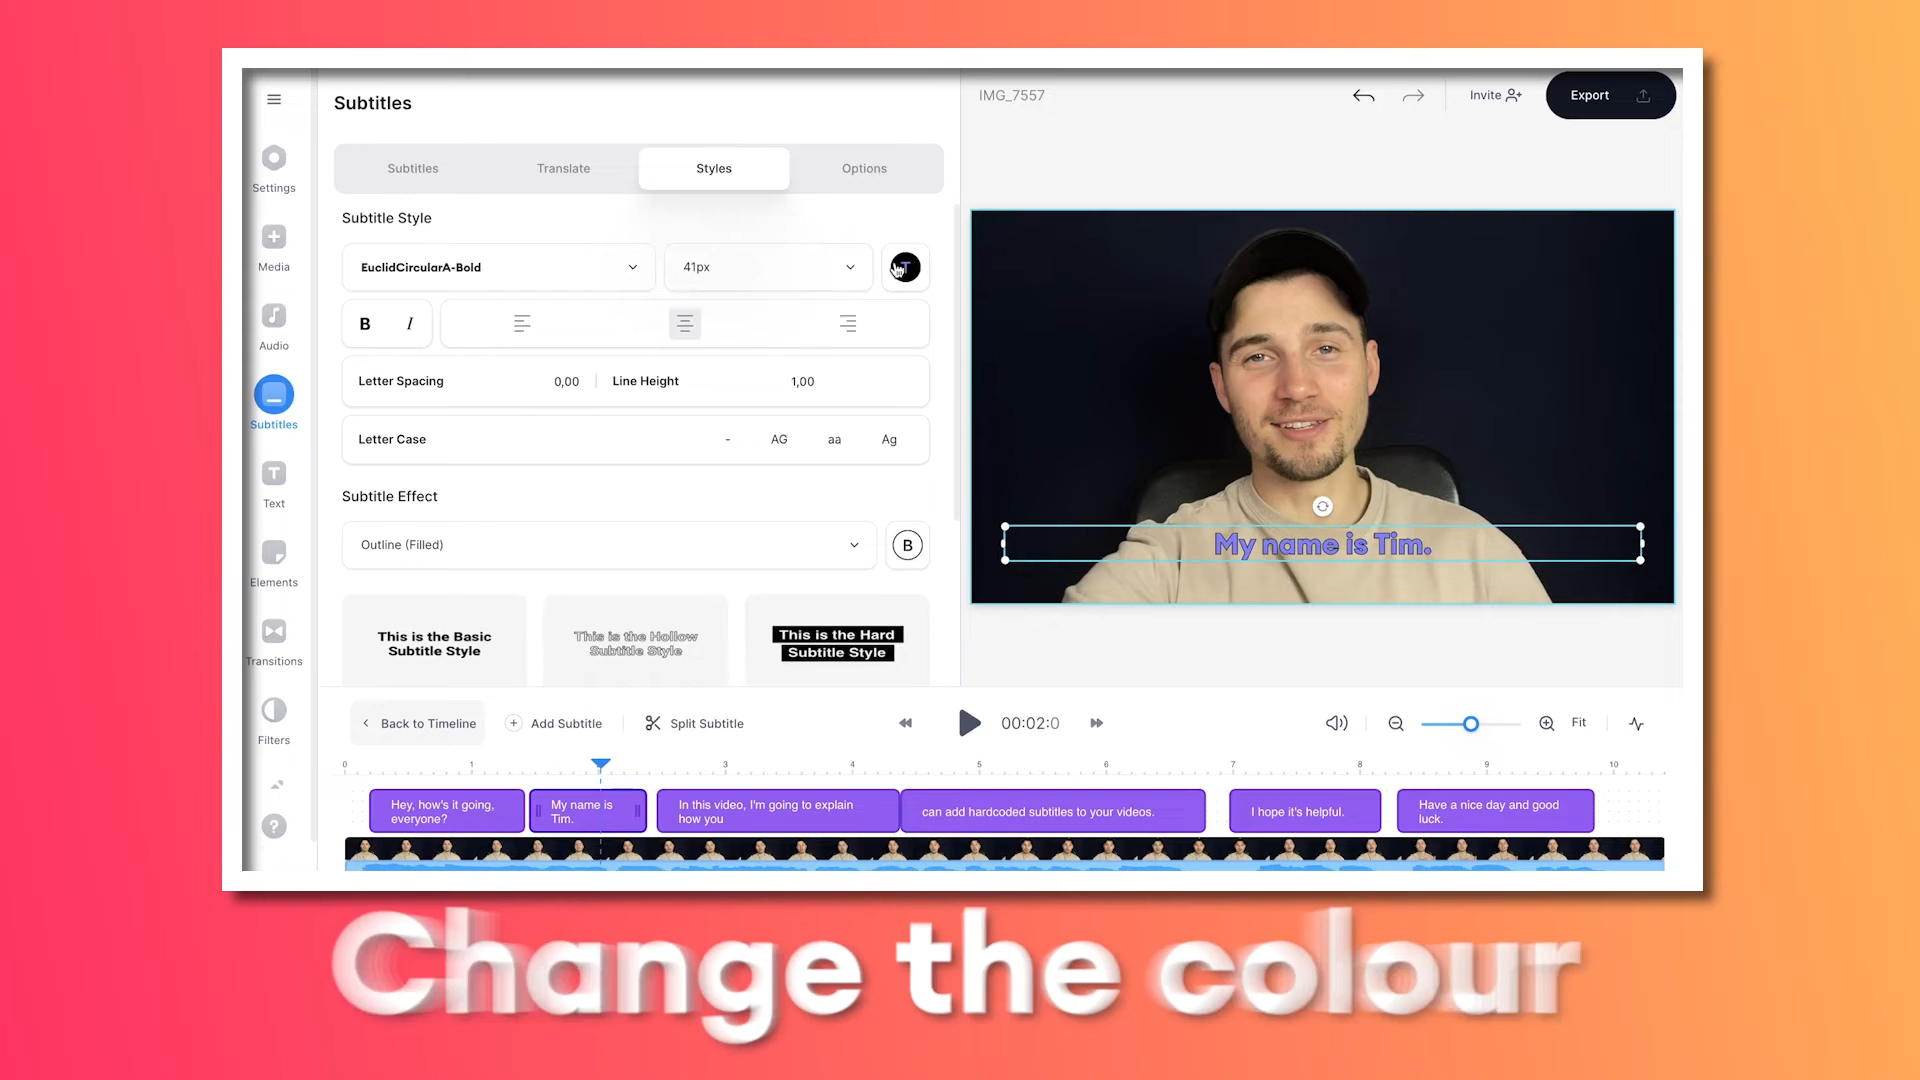 Subtitles
IMG_7557
Invite
Export
Settings
Media
Audio
Subtitles
Text
Elements
Transitions
Filters
?
Subtitles
Translate
Styles
Options
Subtitle Style
EuclidCircularA-Bold
41px
T
B
I
Letter Spacing
0,00
Line Height
1,00
Letter Case
-
AG
aa
Ag
Subtitle Effect
Outline (Filled)
B
This is the Basic
Subtitle Style
This is the Hollow
Subtitle Style
This is the Hard
Subtitle Style
My name is Tim.
Back to Timeline
Add Subtitle
Split Subtitle
00:02:0
Fit
0 1 3 4 5 6 7 8 9 10
Hey, how's it going,
everyone?
My name is
Tim.
In this video, I'm going to explain
how you
can add hardcoded subtitles to your videos.
I hope it's helpful.
Have a nice day and good
luck.
Change the colour